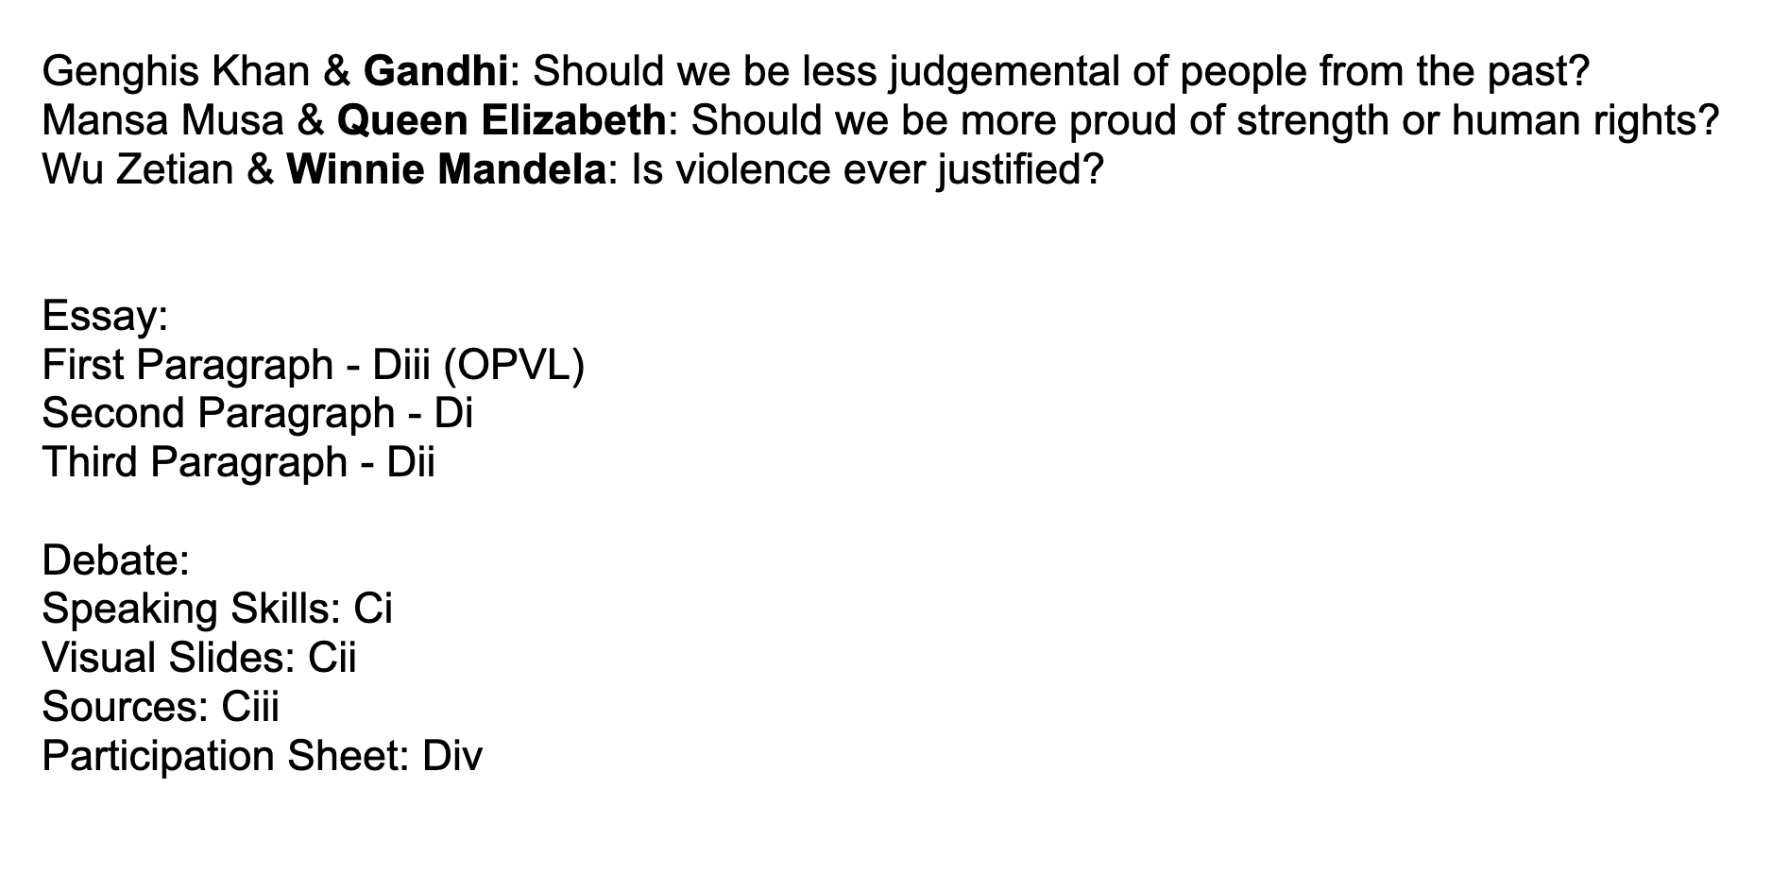 Genghis Khan & Gandhi: Should we be less judgemental of people from the past?
Mansa Musa & Queen Elizabeth: Should we be more proud of strength or human rights?
Wu Zetian & Winnie Mandela: Is violence ever justified?
Essay:
First Paragraph - Diii (OPVL)
Second Paragraph - Di
Third Paragraph - Dii
Debate:
Speaking Skills: Ci
Visual Slides: Cii
Sources: Ciii
Participation Sheet: Div